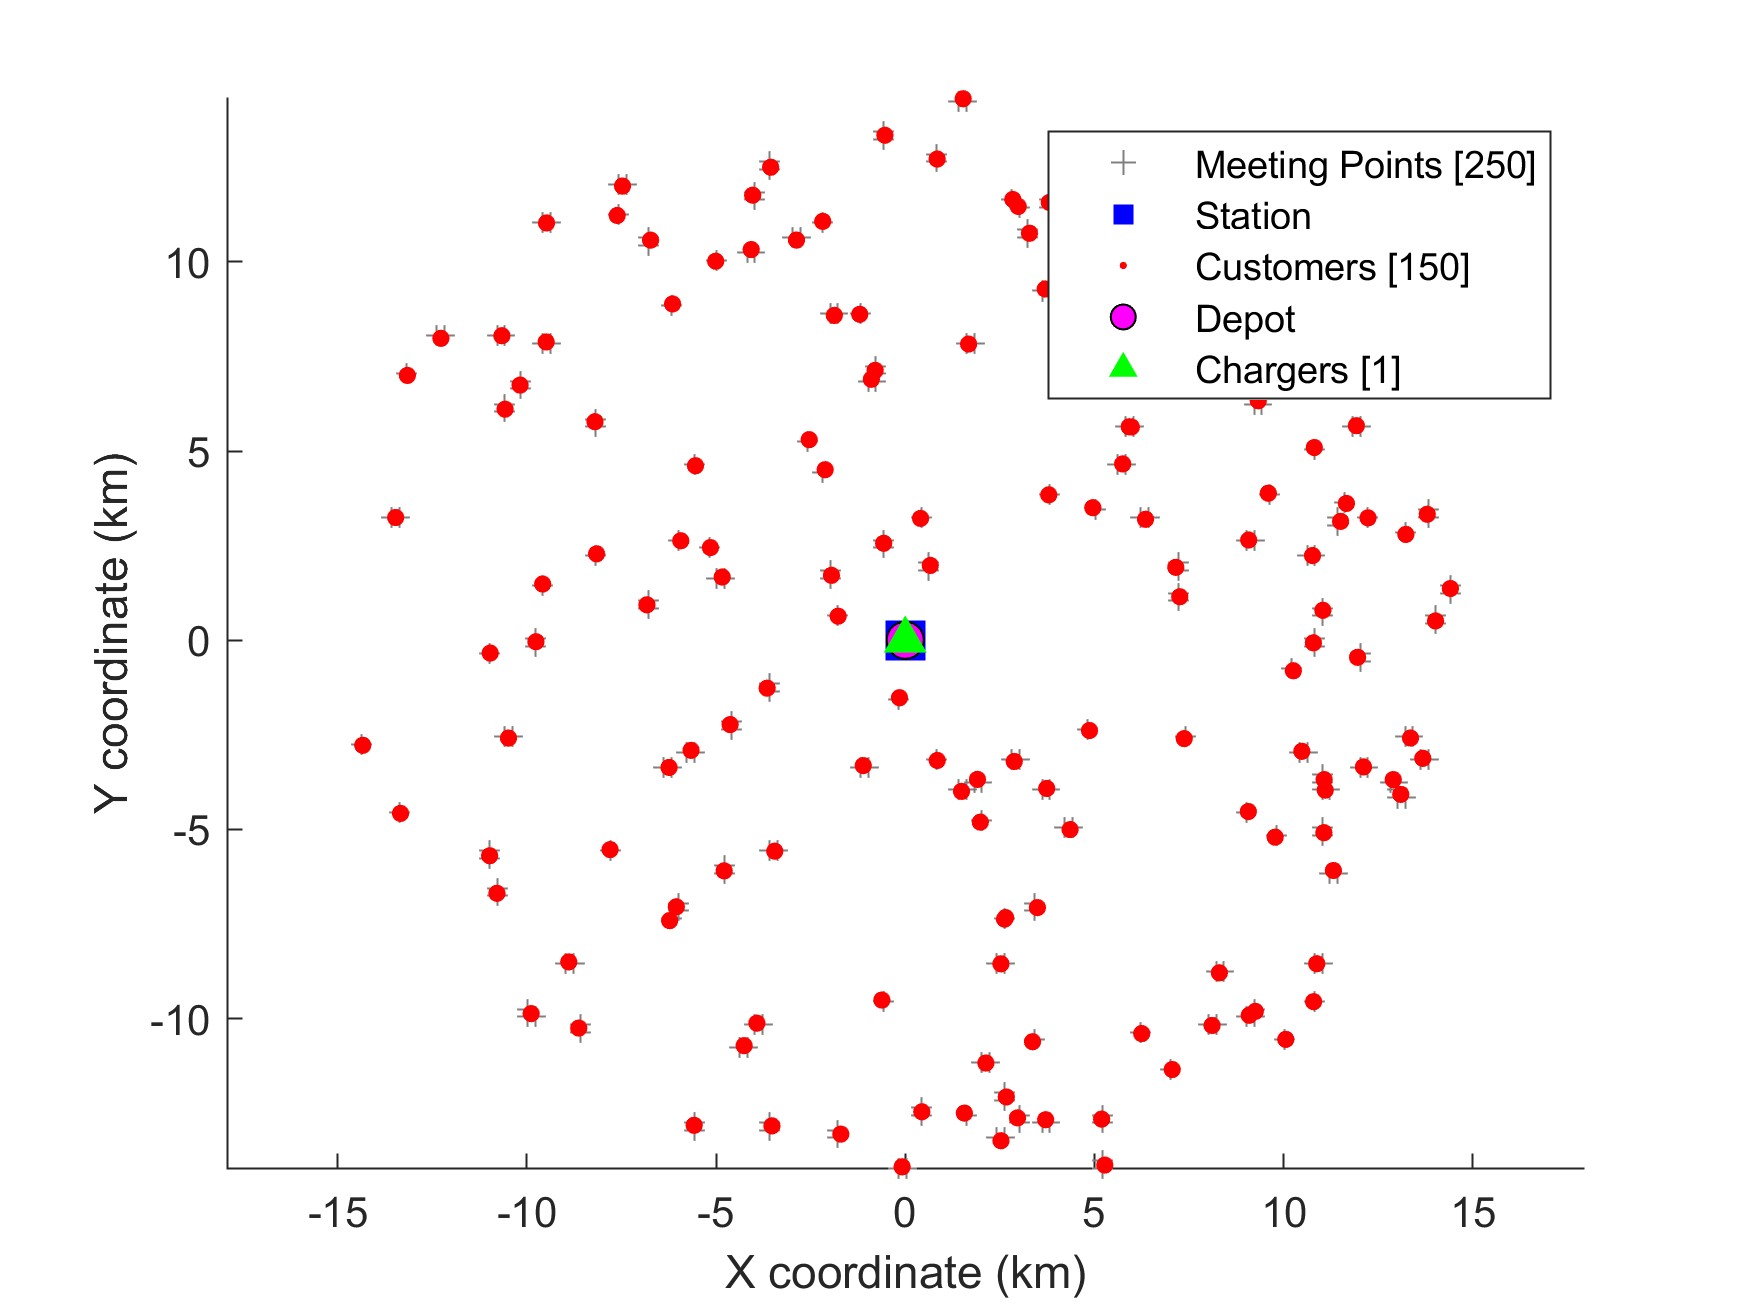 Meeting Points [250]
Station
Customers [150]
Depot
Chargers [1]
10
5
0
-5
-10
Y coordinate (km)
-15 -10 -5 0 5 10 15
X coordinate (km)